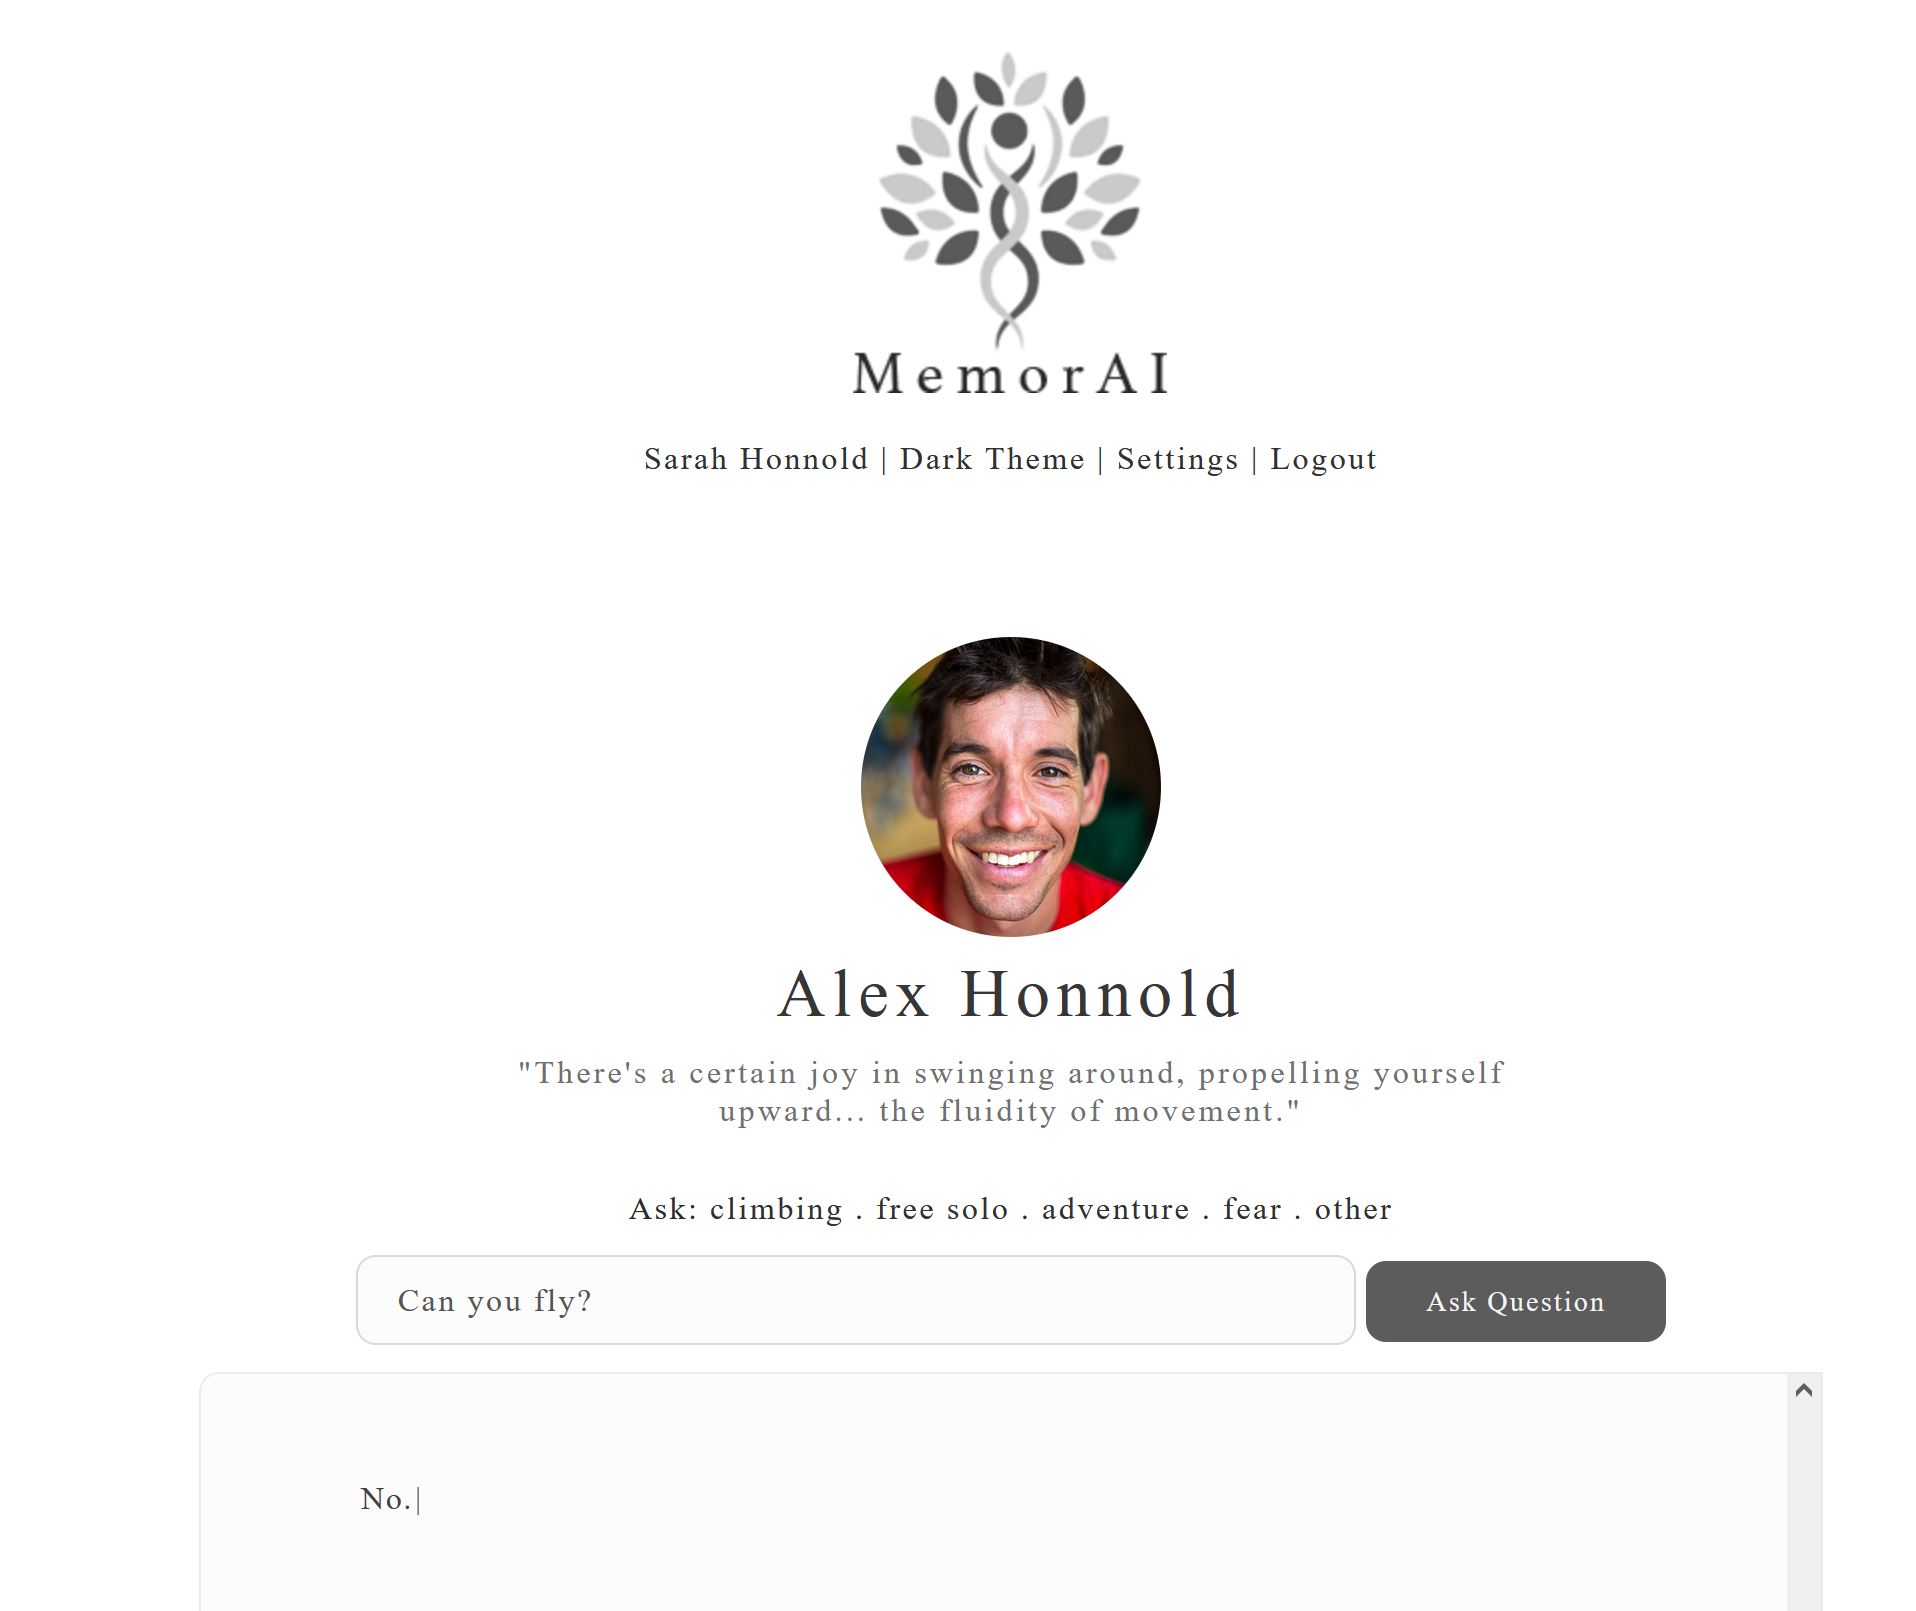 MemorAI
Sarah Honnold | Dark Theme | Settings | Logout
Alex Honnold
"There's a certain joy in swinging around, propelling yourself
upward... the fluidity of movement."
Ask: climbing . free solo . adventure . fear . other
Can you fly?
Ask Question
No.